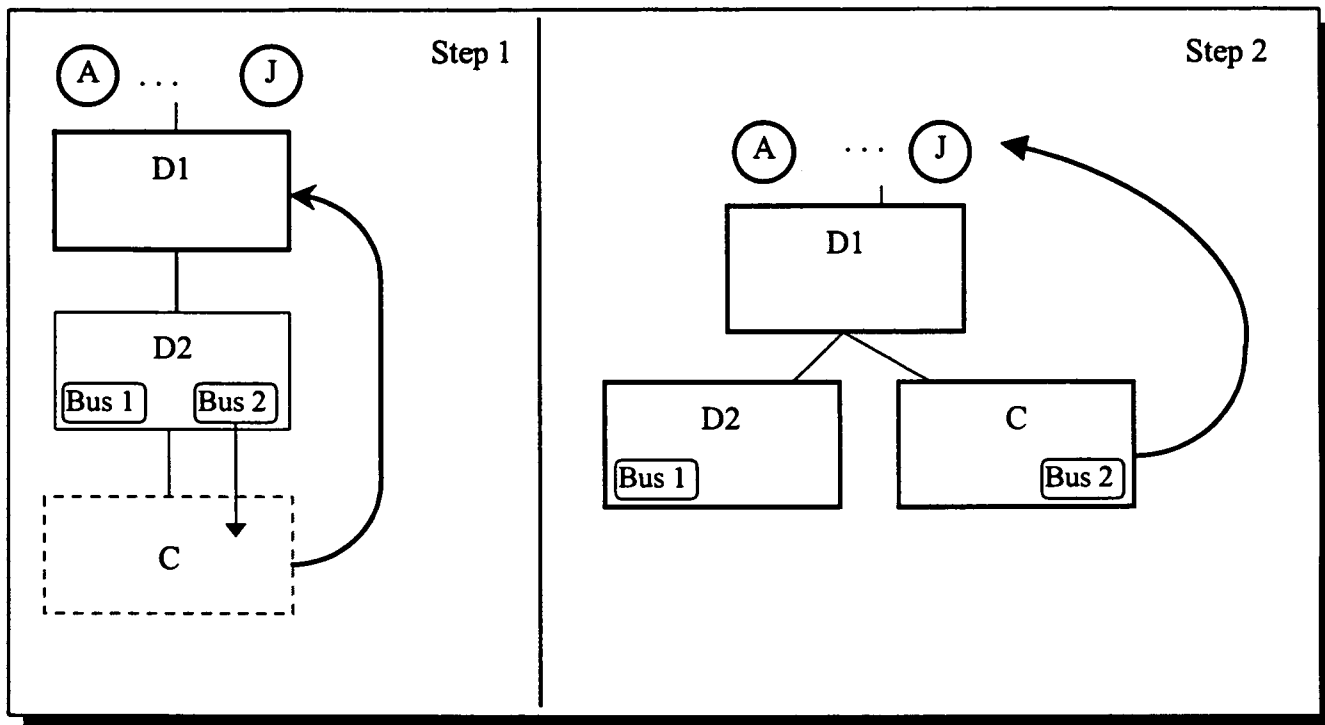 Step 1
A ... J
D1
D2
Bus 1 Bus 2
C
Step 2
A ... J
D1
D2 C
Bus 1 Bus 2